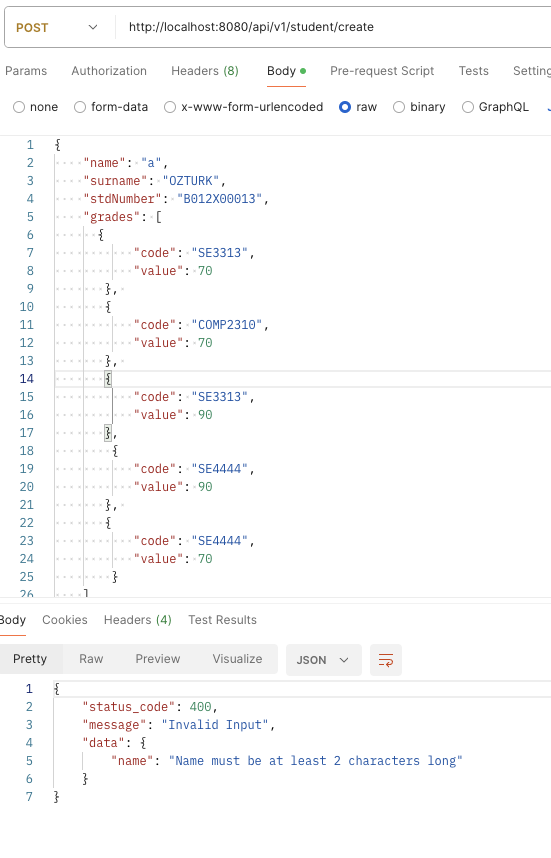 POST http://localhost:8080/api/v1/student/create
Params Authorization Headers (8) Body Pre-request Script Tests Setting
none form-data x-www-form-urlencoded raw binary GraphQL
1 {
2 "name": "a",
3 "surname": "OZTURK",
4 "stdNumber": "B012X00013",
5 "grades": [
6 {
7 "code": "SE3313",
8 "value": 70
9 },
10 {
11 "code": "COMP2310",
12 "value": 70
13 },
14 {
15 "code": "SE3313",
16 "value": 90
17 },
18 {
19 "code": "SE4444",
20 "value": 90
21 },
22 {
23 "code": "SE4444",
24 "value": 70
25 }
26 ]
Body Cookies Headers (4) Test Results
Pretty Raw Preview Visualize JSON
1 {
2 "status_code": 400,
3 "message": "Invalid Input",
4 "data": {
5 "name": "Name must be at least 2 characters long"
6 }
7 }